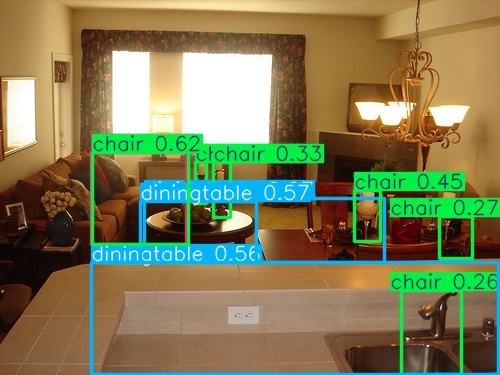 chair 0.62
chair 0.33
chair 0.45
diningtable 0.57
chair 0.27
diningtable 0.56
chair 0.26